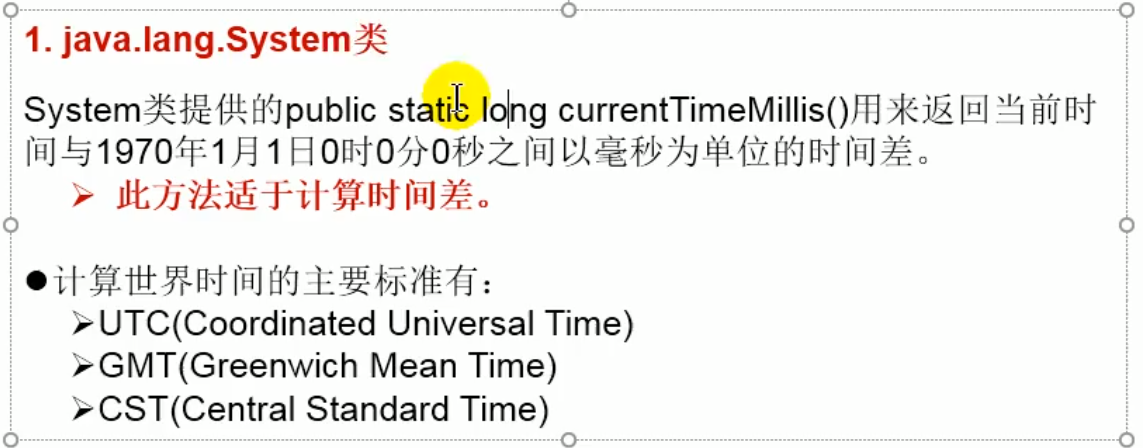 1. java.lang.System类
System类提供的public static long currentTimeMillis()用来返回当前时
间与1970年1月1日0时0分0秒之间以毫秒为单位的时间差。
➢ 此方法适于计算时间差。
●计算世界时间的主要标准有：
➢UTC(Coordinated Universal Time)
➢GMT(Greenwich Mean Time)
➢CST(Central Standard Time)